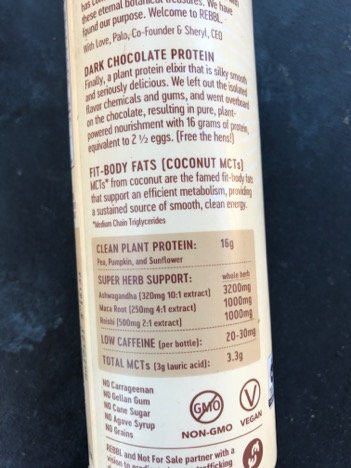 these eternal botanical treasures. We have
found our purpose. Welcome to REBBL.
With Love, Palo, Co-Founder & Sheryl, CEO
DARK CHOCOLATE PROTEIN
Finally, a plant protein elixir that is silky smooth
and seriously delicious. We left out the isolated
flavor chemicals and gums, and went overboard
on the chocolate, resulting in pure, plant-
powered nourishment with 16 grams of protein,
equivalent to 2 ½ eggs. (Free the hens!)
FIT-BODY FATS (COCONUT MCTs)
MCTs* from coconut are the famed fit-body fats
that support an efficient metabolism, providing
a sustained source of smooth, clean energy.
*Medium Chain Triglycerides
CLEAN PLANT PROTEIN: 16g
Pea, Pumpkin, and Sunflower
SUPER HERB SUPPORT: whole herb
Ashwagandha (320mg 10:1 extract) 3200mg
Maca Root (250mg 4:1 extract) 1000mg
Reishi (500mg 2:1 extract) 1000mg
LOW CAFFEINE (per bottle): 20-30mg
TOTAL MCTs (3g lauric acid): 3.3g
NO Carrageenan
NO Gellan Gum
NO Cane Sugar
NO Agave Syrup
NO Grains
GMO
NON-GMO
V
VEGAN
REBBL and Not For Sale partner with a
vision to
trafficking